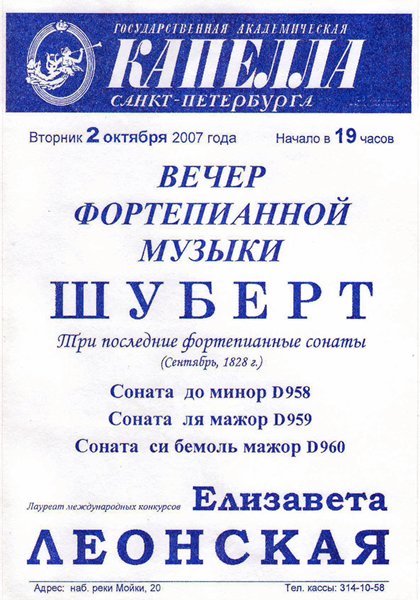 ГОСУДАРСТВЕННАЯ АКАДЕМИЧЕСКАЯ
КАПЕЛЛА
САНКТ-ПЕТЕРБУРГА
Вторник 2 октября 2007 года Начало в 19 часов
ВЕЧЕР
ФОРТЕПИАННОЙ
МУЗЫКИ
ШУБЕРТ
Три последние фортепианные сонаты
(Сентябрь, 1828 г.)
Соната до минор D958
Соната ля мажор D959
Соната си бемоль мажор D960
Лауреат международных конкурсов Елизавета
ЛЕОНСКАЯ
Адрес: наб. реки Мойки, 20 Тел. кассы: 314-10-58